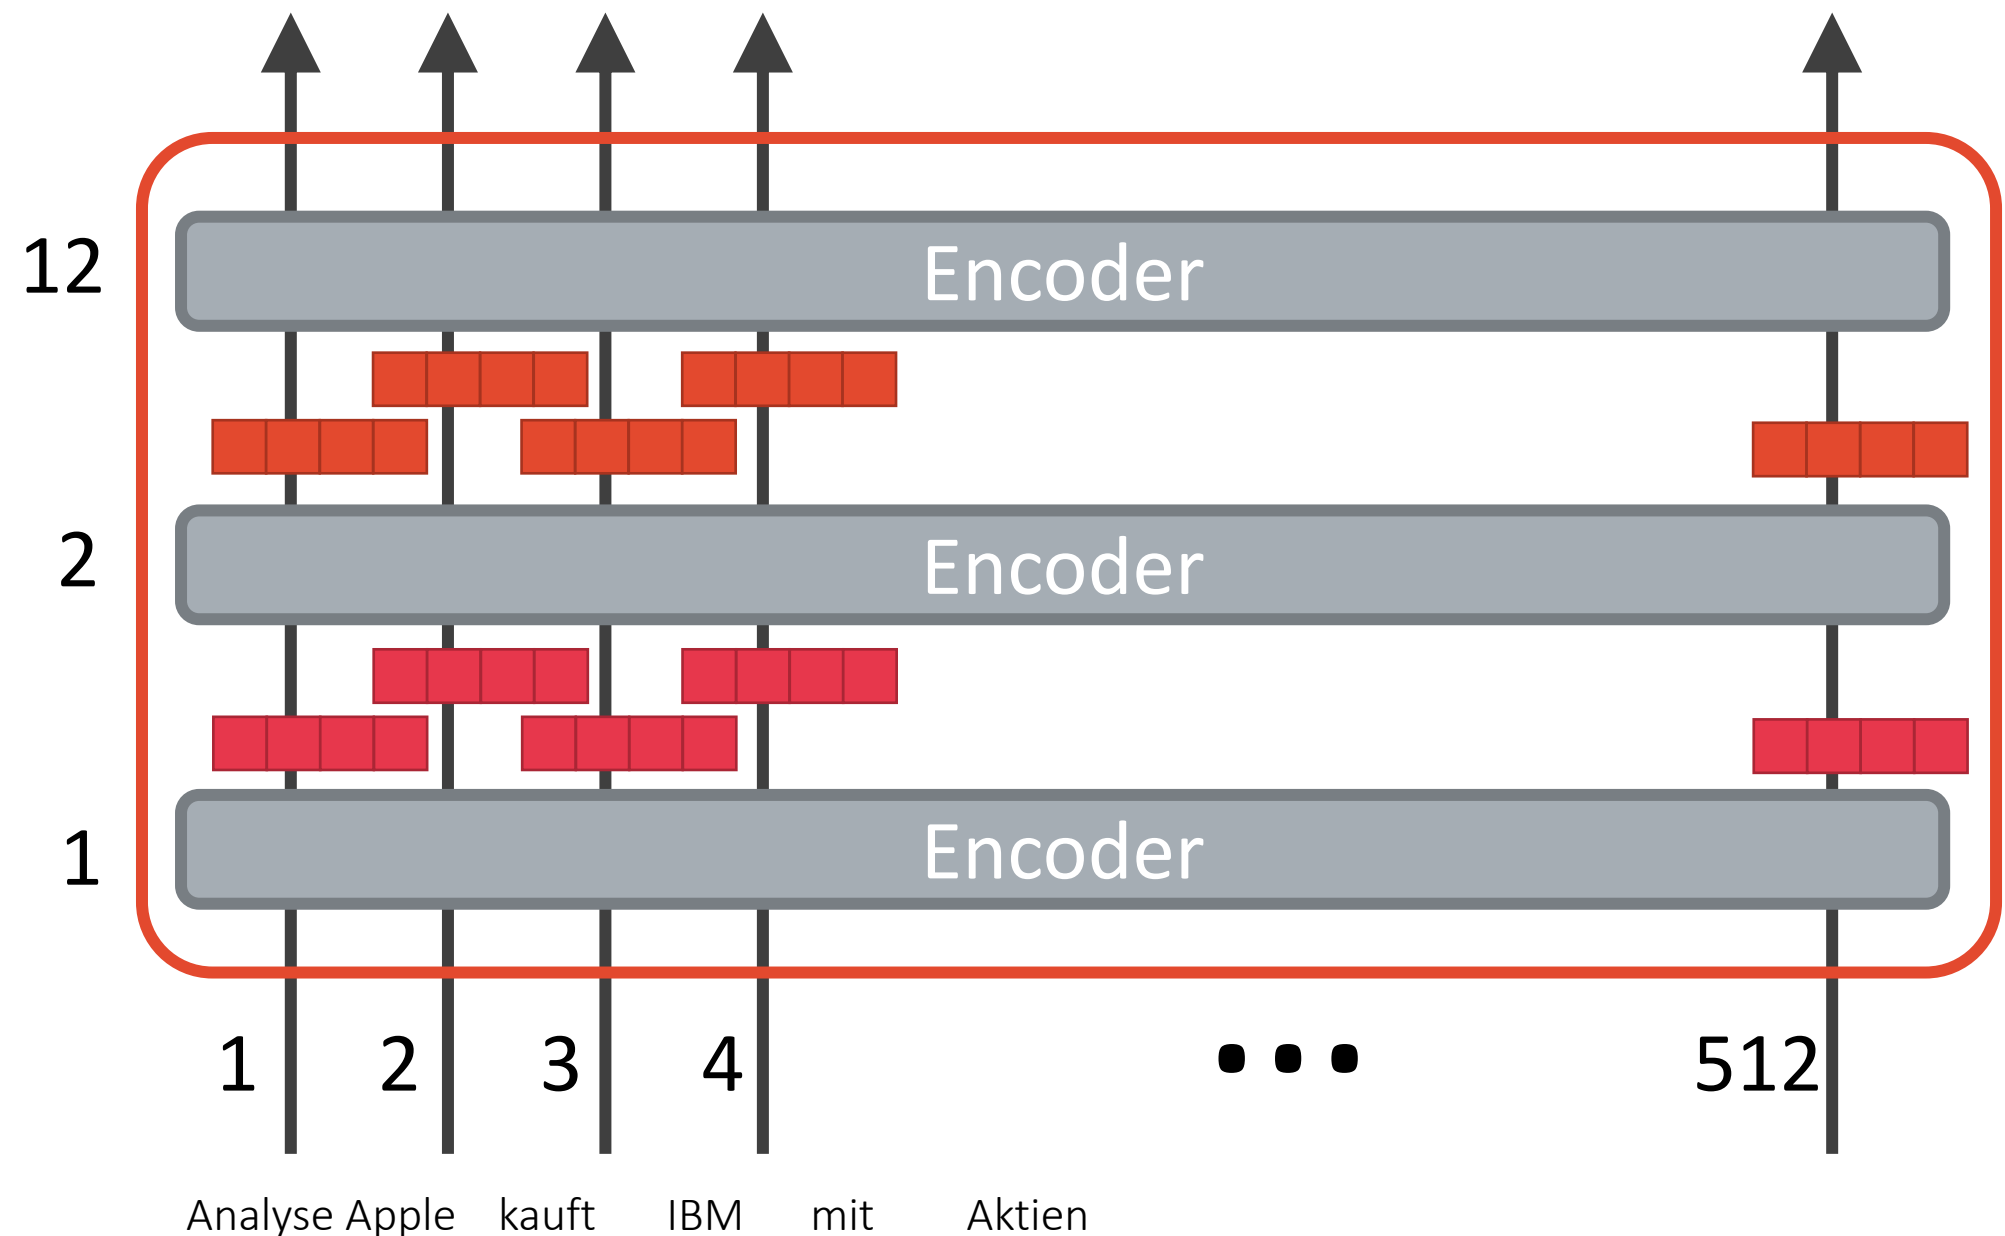 12 Encoder
2 Encoder
1 Encoder
1 2 3 4 ... 512
Analyse Apple kauft IBM mit Aktien